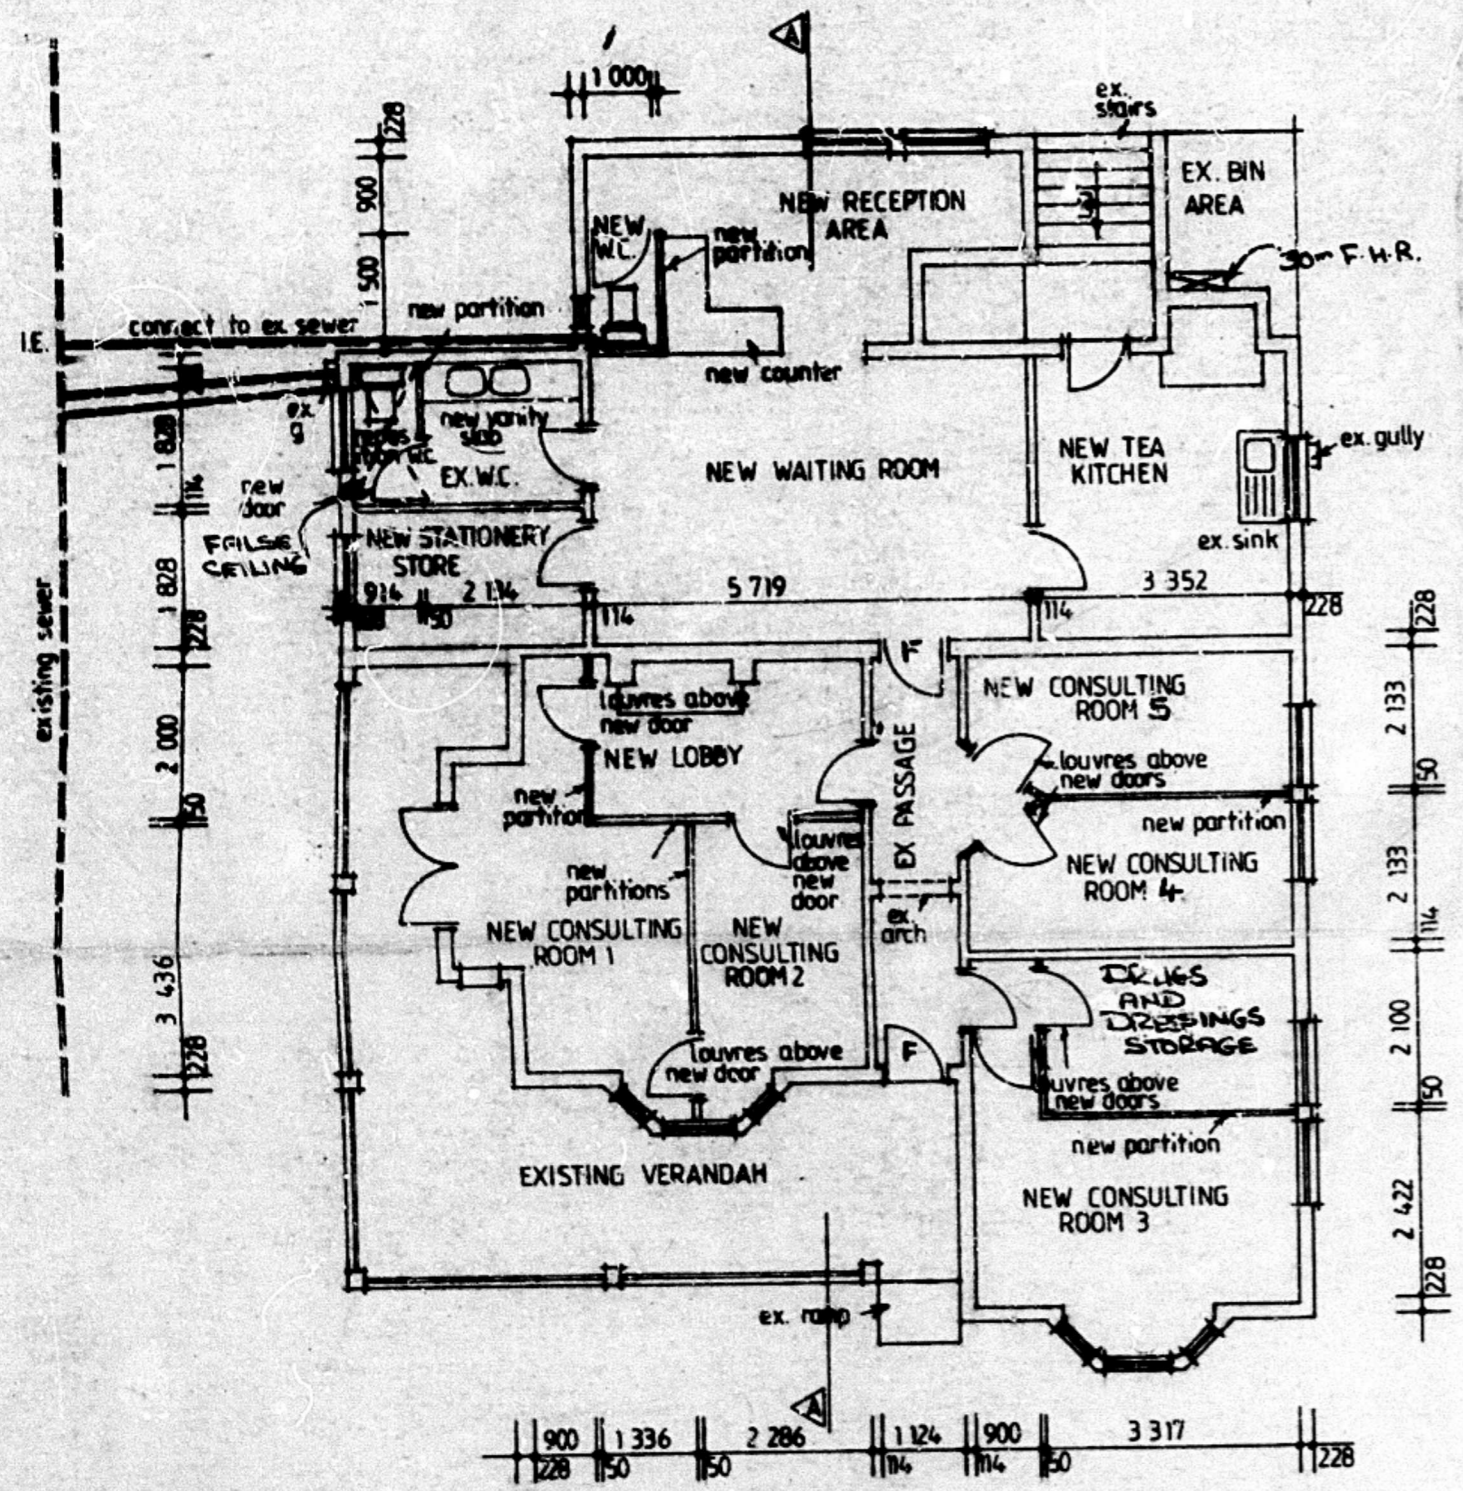 A
1 000
228
900
1 500
ex.
stairs
EX. BIN
AREA
NEW RECEPTION
AREA
NEW
W.C.
new
partition
30m F.H.R.
new partition
connect to ex. sewer
I.E.
new counter
ex.
g
new vanity
slab
EX. W.C.
NEW WAITING ROOM
NEW TEA
KITCHEN
ex. gully
ex. sink
new
door
FALSE
CEILING
NEW STATIONERY
STORE
1 828
114
1 828
228
914
50
114
5 719
114
3 352
228
existing sewer
2 000
50
3 436
228
louvres above
new door
NEW LOBBY
new
partition
new
partitions
louvres
above
new
door
F
EX PASSAGE
ex.
arch
NEW CONSULTING
ROOM 5
louvres above
new doors
new partition
NEW CONSULTING
ROOM 4
NEW CONSULTING
ROOM 1
NEW
CONSULTING
ROOM 2
louvres above
new door
F
DRUGS
AND
DRESSINGS
STORAGE
louvres above
new doors
new partition
NEW CONSULTING
ROOM 3
EXISTING VERANDAH
ex. ramp
228
2 133
50
2 133
114
2 100
50
2 422
228
A
900
1 336
2 286
1 124
900
3 317
228
50
50
114
114
50
228